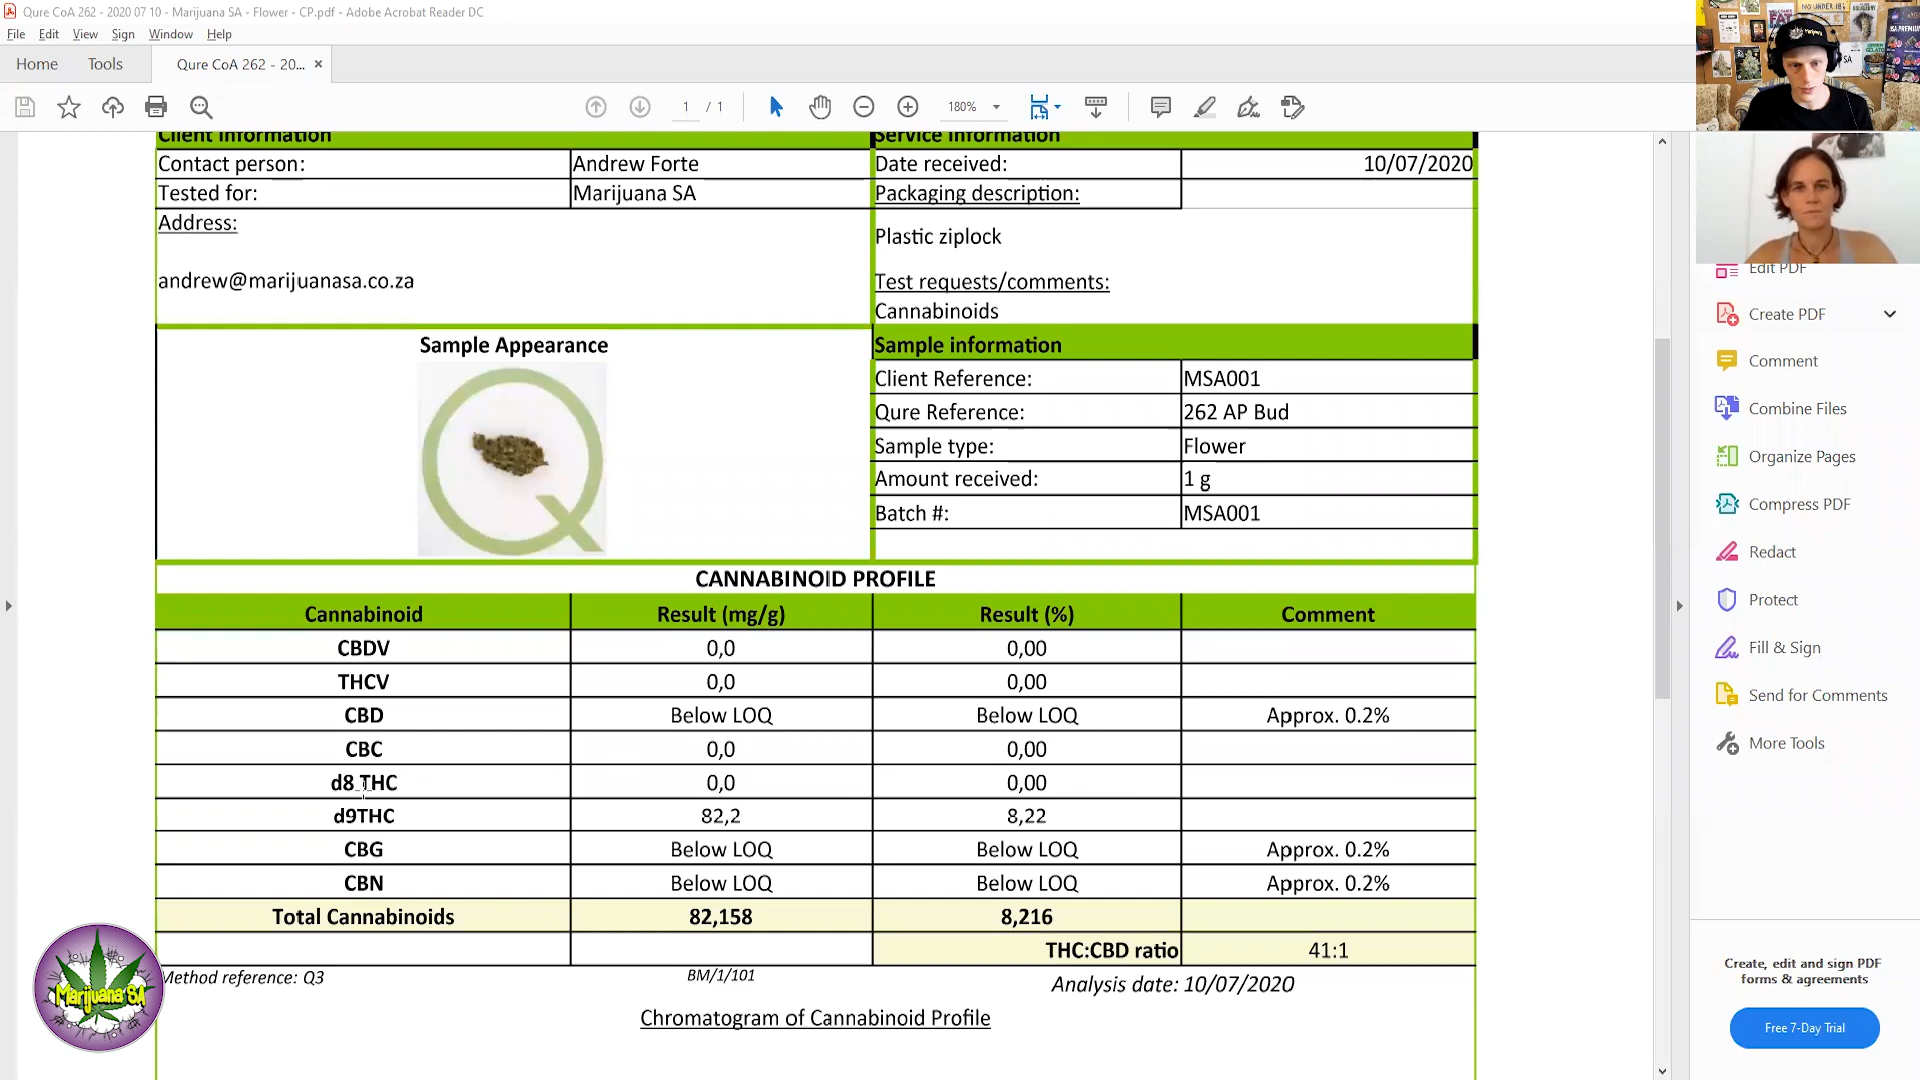 Qure CoA 262 - 2020 07 10 - Marijuana SA - Flower - CP.pdf - Adobe Acrobat Reader DC
File Edit View Sign Window Help
Home Tools Qure CoA 262 - 20... ×
1 / 1 180%
Client Information Service Information
Contact person: Andrew Forte Date received: 10/07/2020
Tested for: Marijuana SA Packaging description:
Address:
Plastic ziplock
andrew@marijuanasa.co.za Test requests/comments:
Cannabinoids
Sample Appearance Sample information
Client Reference: MSA001
Qure Reference: 262 AP Bud
Sample type: Flower
Amount received: 1 g
Batch #: MSA001
CANNABINOID PROFILE
Cannabinoid Result (mg/g) Result (%) Comment
CBDV 0,0 0,00
THCV 0,0 0,00
CBD Below LOQ Below LOQ Approx. 0.2%
CBC 0,0 0,00
d8 THC 0,0 0,00
d9THC 82,2 8,22
CBG Below LOQ Below LOQ Approx. 0.2%
CBN Below LOQ Below LOQ Approx. 0.2%
Total Cannabinoids 82,158 8,216
THC:CBD ratio 41:1
Method reference: Q3 BM/1/101 Analysis date: 10/07/2020
Chromatogram of Cannabinoid Profile
Marijuana SA
Edit PDF
Create PDF
Comment
Combine Files
Organize Pages
Compress PDF
Redact
Protect
Fill & Sign
Send for Comments
More Tools
Create, edit and sign PDF
forms & agreements
Free 7-Day Trial